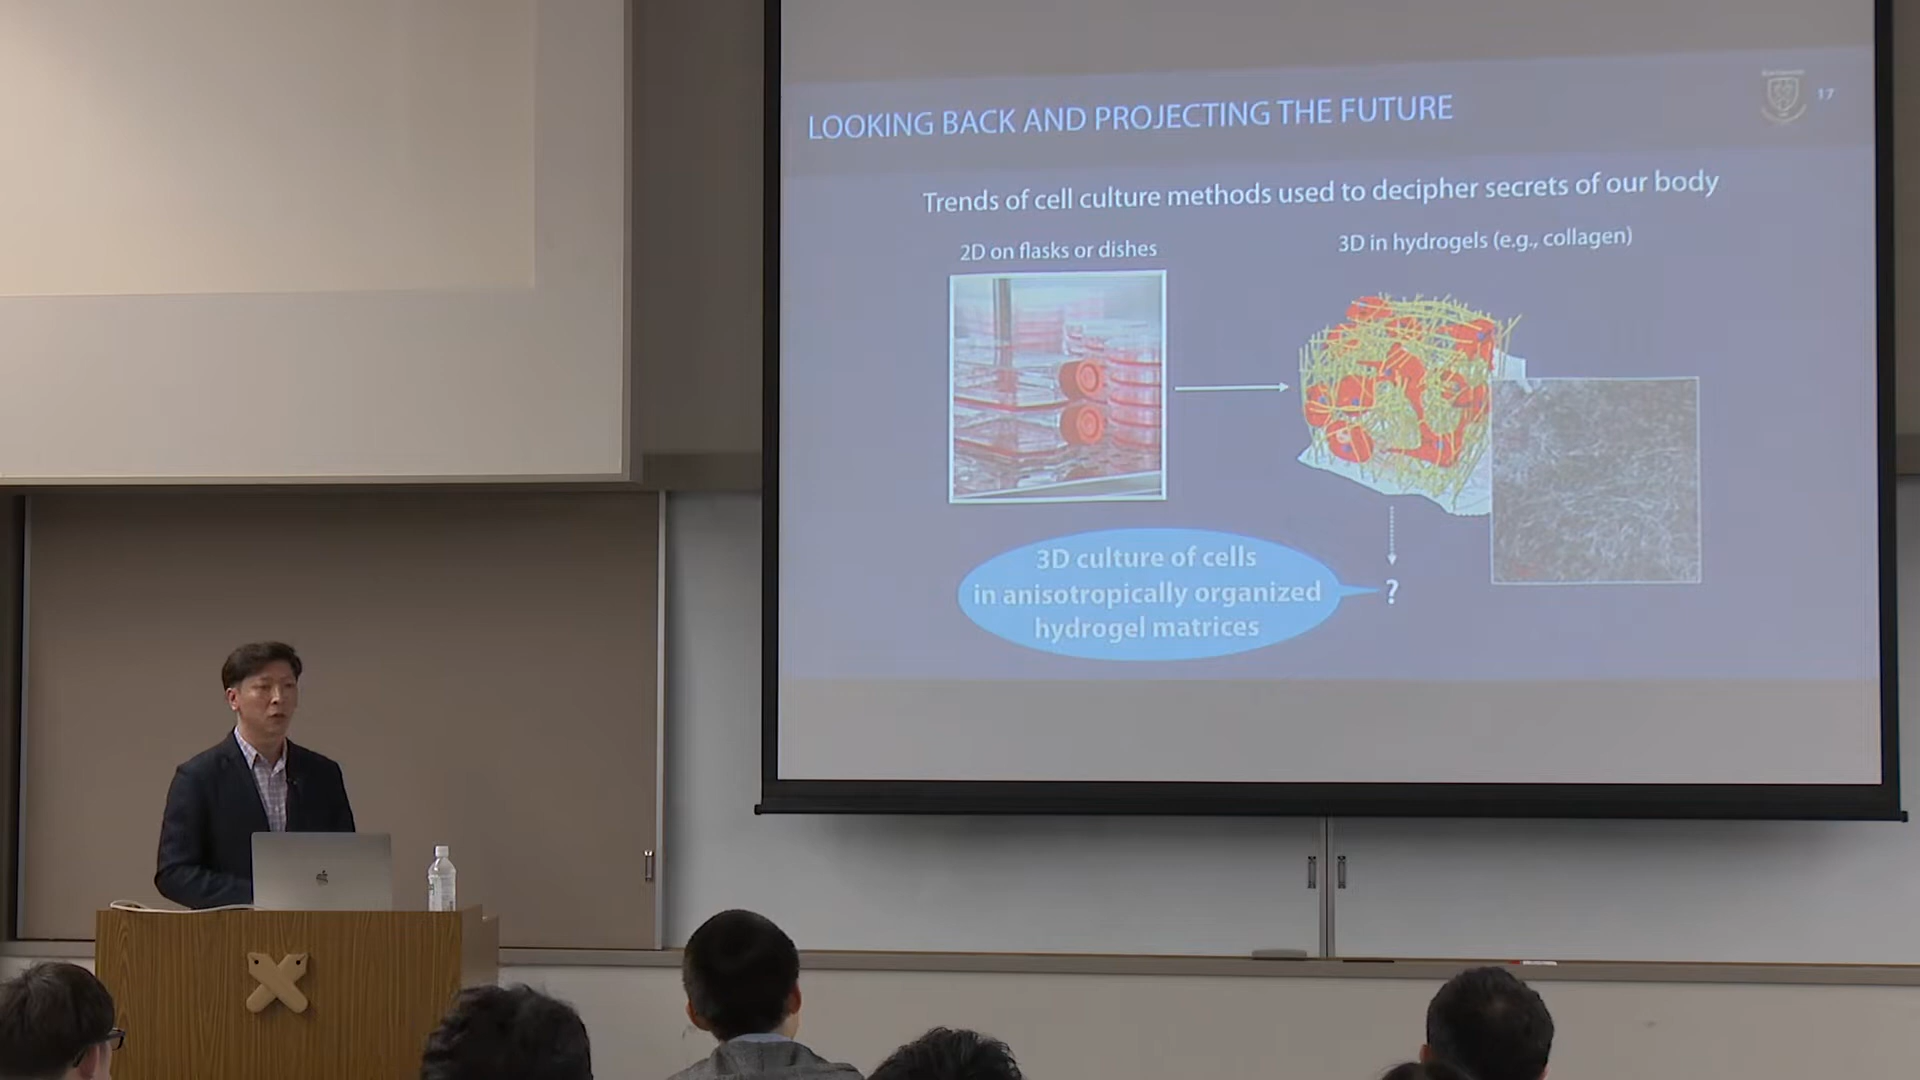 LOOKING BACK AND PROJECTING THE FUTURE
17
Trends of cell culture methods used to decipher secrets of our body
2D on flasks or dishes
3D in hydrogels (e.g., collagen)
3D culture of cells
in anisotropically organized
hydrogel matrices
?